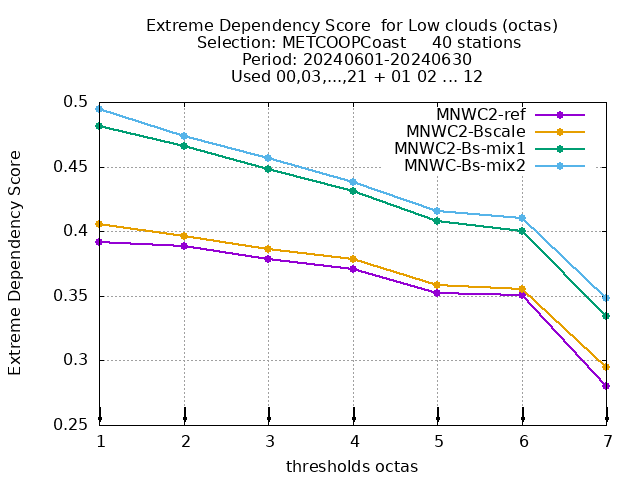 Extreme Dependency Score  for Low clouds (octas)
Selection: METCOOPCoast     40 stations
Period: 20240601-20240630
Used 00,03,...,21 + 01 02 ... 12
MNWC2-ref
MNWC2-Bscale
MNWC2-Bs-mix1
MNWC-Bs-mix2
Extreme Dependency Score
0.5
0.45
0.4
0.35
0.3
0.25
1 2 3 4 5 6 7
thresholds octas